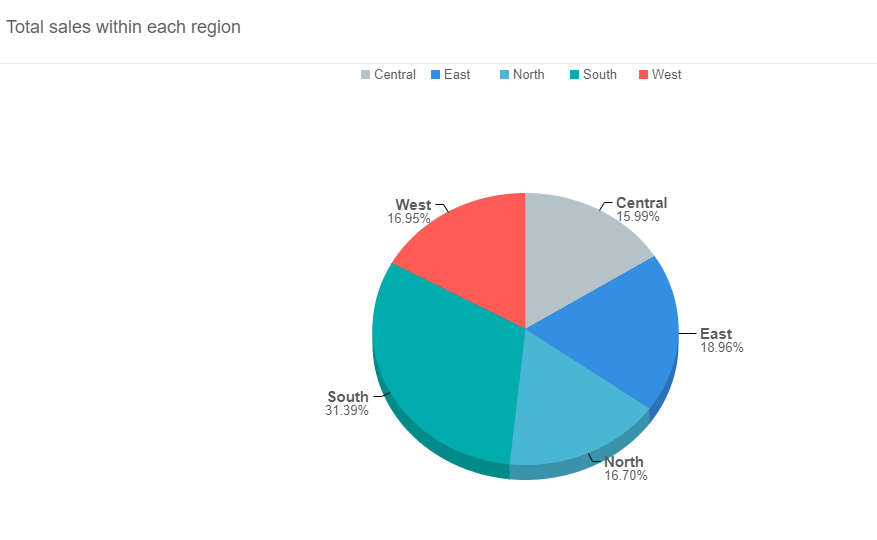 Total sales within each region
Central East North South West
West
16.95%
Central
15.99%
East
18.96%
South
31.39%
North
16.70%